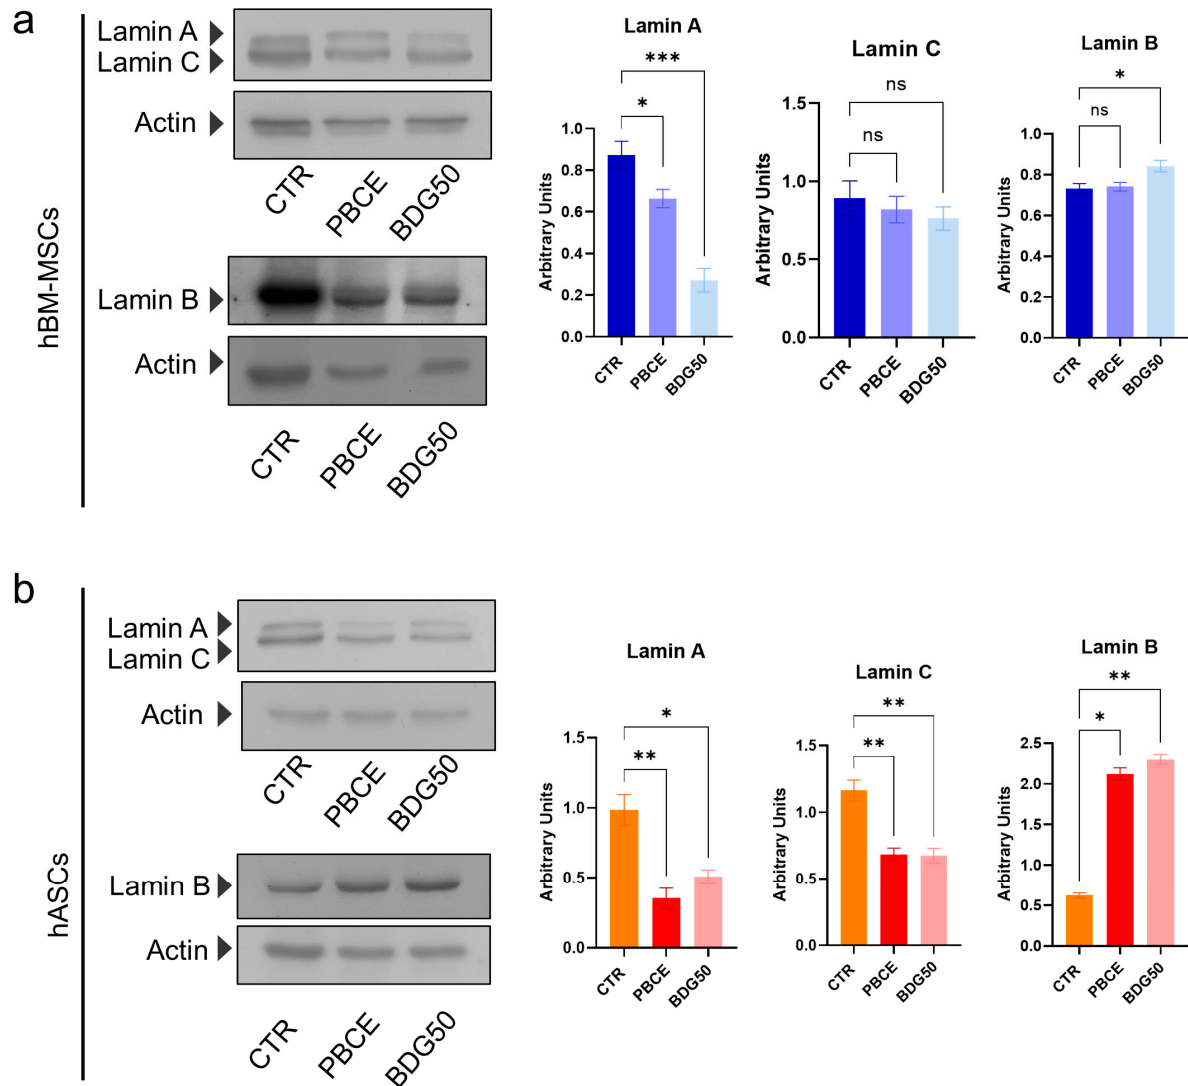 a
hBM-MSCs
Lamin A
Lamin C
Actin
CTR
PBCE
BDG50
Lamin B
Actin
CTR
PBCE
BDG50
Lamin A
***
*
Arbitrary Units
1.0
0.8
0.6
0.4
0.2
0.0
CTR
PBCE
BDG50
Lamin C
ns
ns
Arbitrary Units
1.5
1.0
0.5
0.0
CTR
PBCE
BDG50
Lamin B
*
ns
Arbitrary Units
1.0
0.8
0.6
0.4
0.2
0.0
CTR
PBCE
BDG50
b
hASCs
Lamin A
Lamin C
Actin
CTR
PBCE
BDG50
Lamin B
Actin
CTR
PBCE
BDG50
Lamin A
*
**
Arbitrary Units
1.5
1.0
0.5
0.0
CTR
PBCE
BDG50
Lamin C
**
**
Arbitrary Units
1.5
1.0
0.5
0.0
CTR
PBCE
BDG50
Lamin B
**
*
Arbitrary Units
2.5
2.0
1.5
1.0
0.5
0.0
CTR
PBCE
BDG50